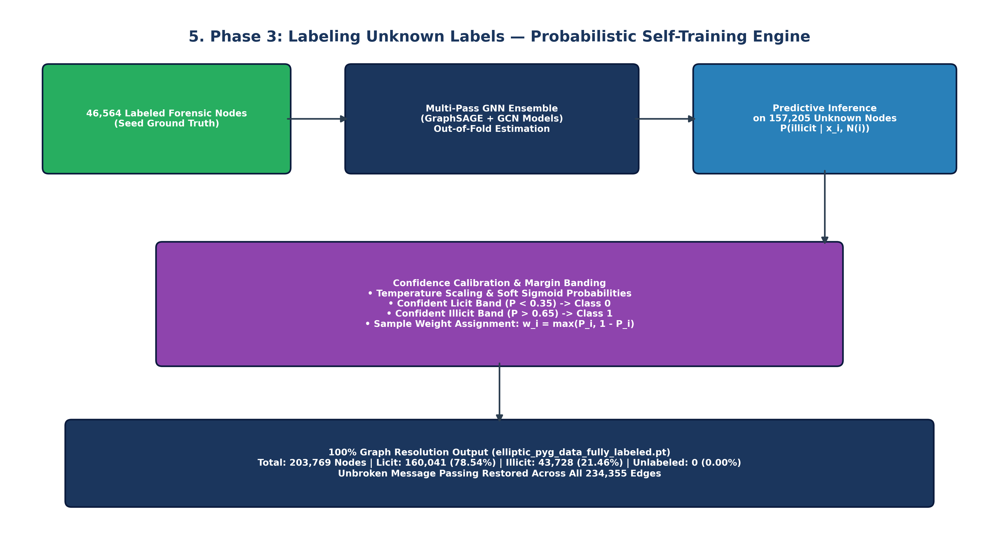 5. Phase 3: Labeling Unknown Labels — Probabilistic Self-Training Engine
46,564 Labeled Forensic Nodes
(Seed Ground Truth)
Multi-Pass GNN Ensemble
(GraphSAGE + GCN Models)
Out-of-Fold Estimation
Predictive Inference
on 157,205 Unknown Nodes
P(illicit | x_i, N(i))
Confidence Calibration & Margin Banding
• Temperature Scaling & Soft Sigmoid Probabilities
• Confident Licit Band (P < 0.35) -> Class 0
• Confident Illicit Band (P > 0.65) -> Class 1
• Sample Weight Assignment: w_i = max(P_i, 1 - P_i)
100% Graph Resolution Output (elliptic_pyg_data_fully_labeled.pt)
Total: 203,769 Nodes | Licit: 160,041 (78.54%) | Illicit: 43,728 (21.46%) | Unlabeled: 0 (0.00%)
Unbroken Message Passing Restored Across All 234,355 Edges